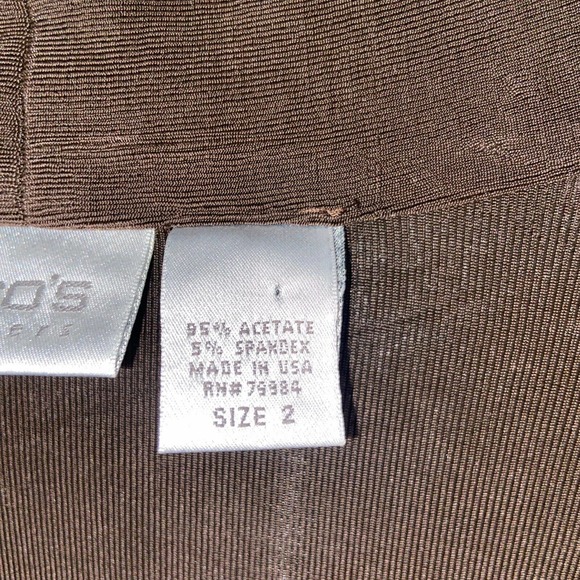 95% ACETATE
5% SPANDEX
MADE IN USA
RN# 79984
SIZE 2